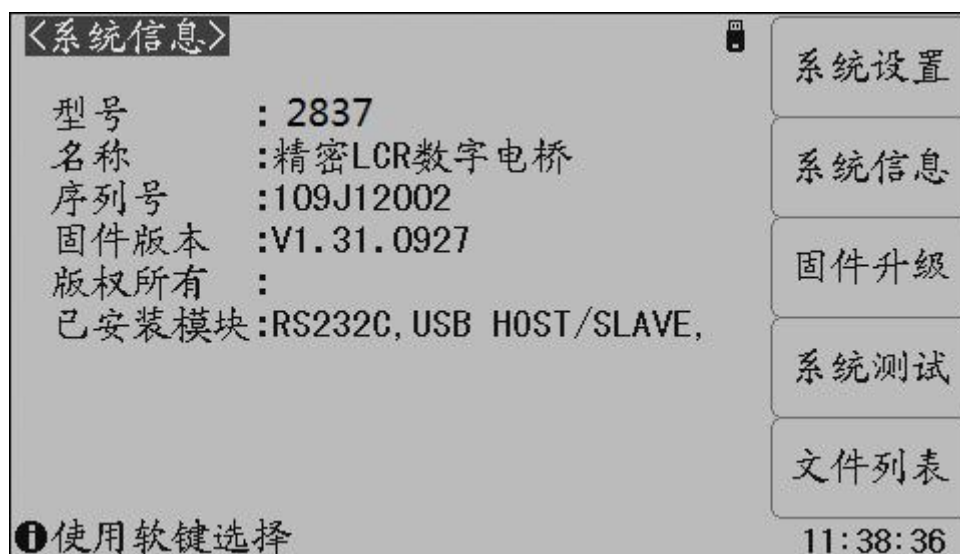 <系统信息>
型号 : 2837
名称 :精密LCR数字电桥
序列号 :109J12002
固件版本 :V1.31.0927
版权所有 :
已安装模块:RS232C,USB HOST/SLAVE,
系统设置
系统信息
固件升级
系统测试
文件列表
使用软键选择
11:38:36